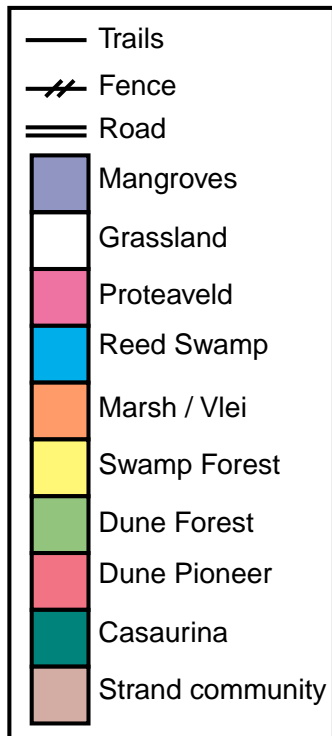 Trails
Fence
Road
Mangroves
Grassland
Proteaveld
Reed Swamp
Marsh / Vlei
Swamp Forest
Dune Forest
Dune Pioneer
Casaurina
Strand community